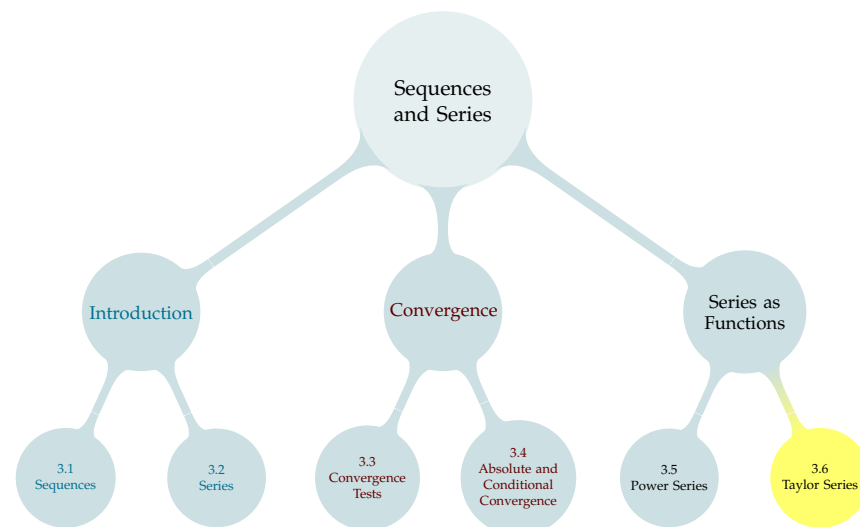 Sequences
and Series
Introduction
Convergence
Series as
Functions
3.1
Sequences
3.2
Series
3.3
Convergence
Tests
3.4
Absolute and
Conditional
Convergence
3.5
Power Series
3.6
Taylor Series